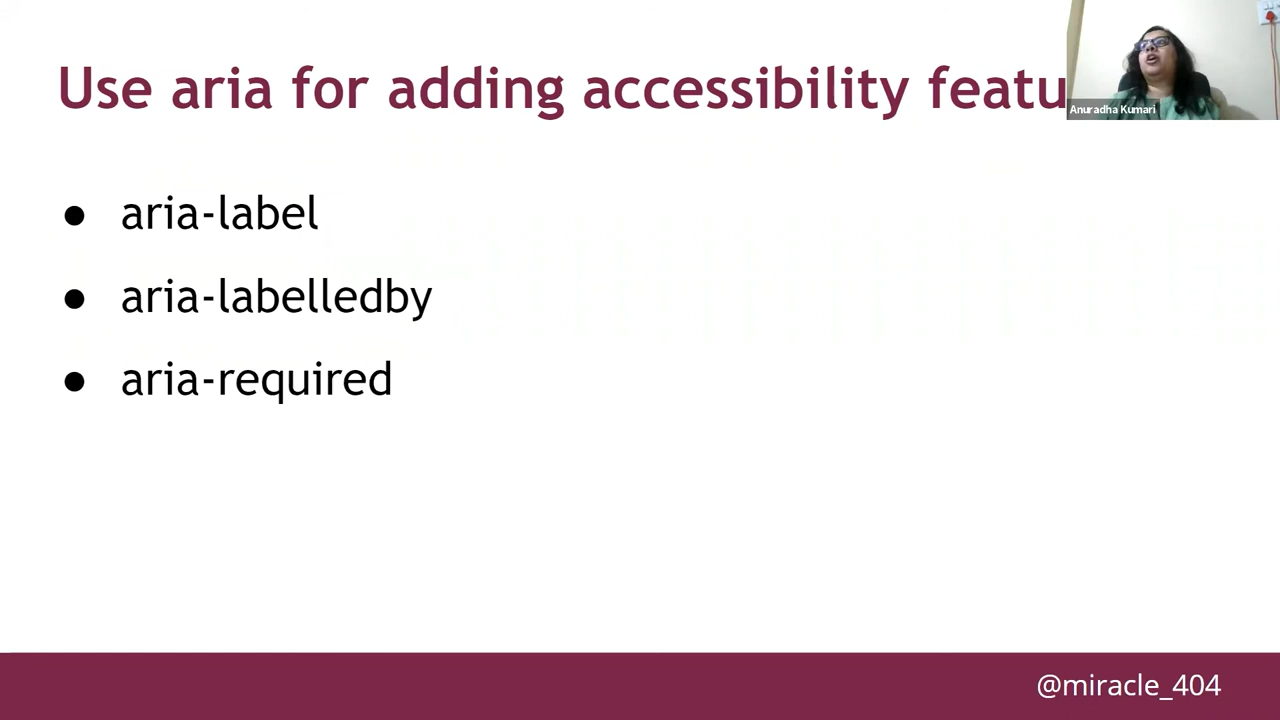 Use aria for adding accessibility featu
Anuradha Kumari
● aria-label
● aria-labelledby
● aria-required
@miracle_404